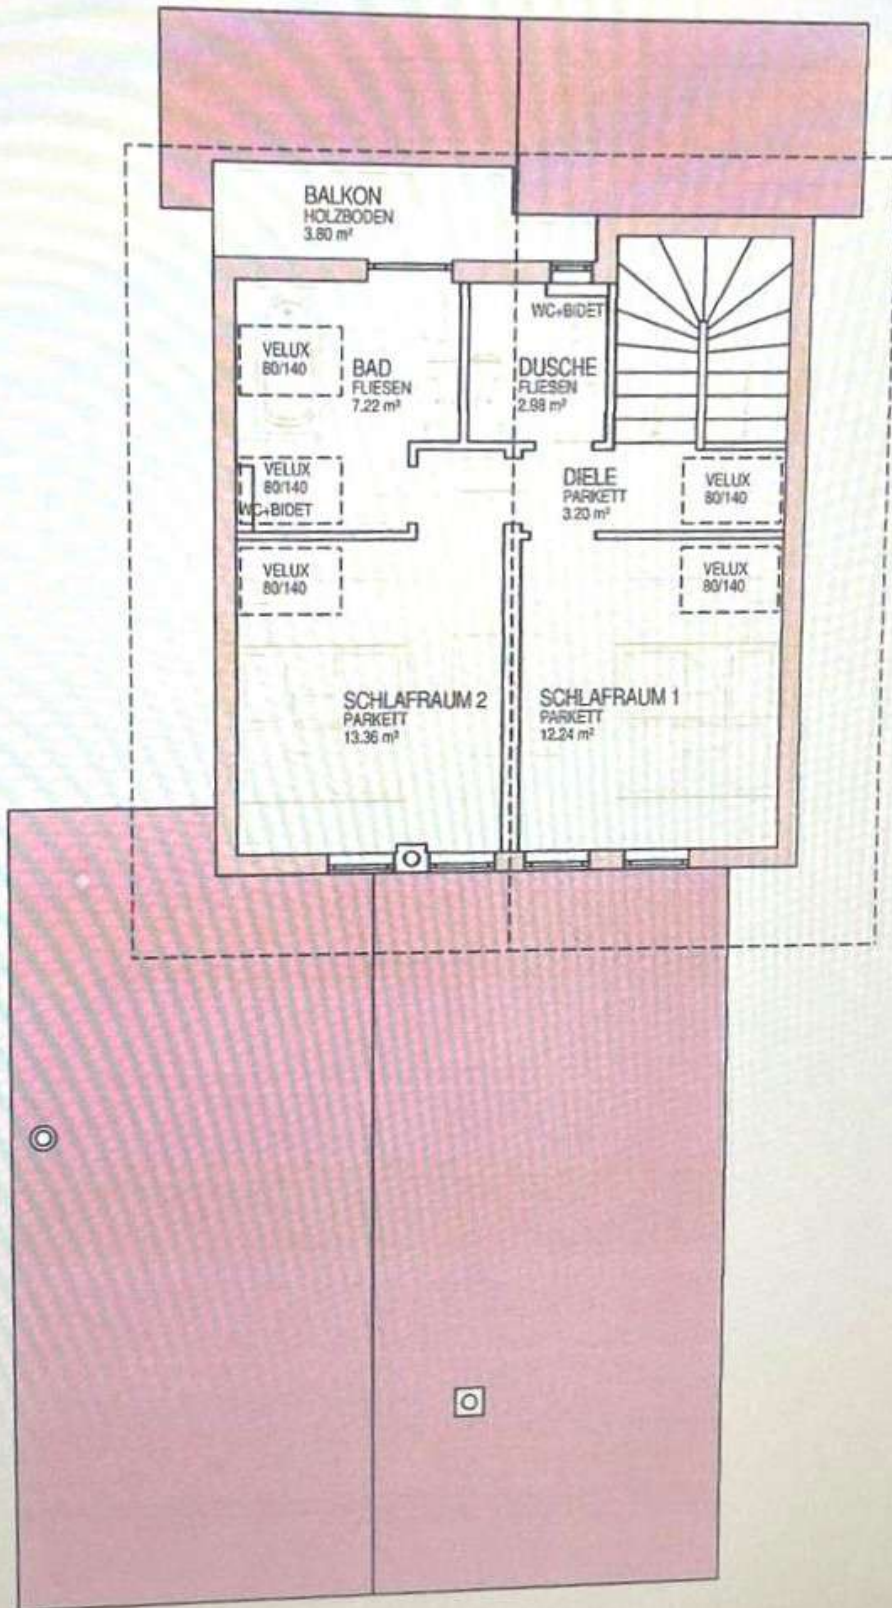 BALKON
HOLZBODEN
3.80 m²
WC+BIDET
VELUX
80/140
BAD
FLIESEN
7.22 m²
DUSCHE
FLIESEN
2.98 m²
VELUX
80/140
WC+BIDET
DIELE
PARKETT
3.20 m²
VELUX
80/140
VELUX
80/140
VELUX
80/140
SCHLAFRAUM 2
PARKETT
13.36 m²
SCHLAFRAUM 1
PARKETT
12.24 m²